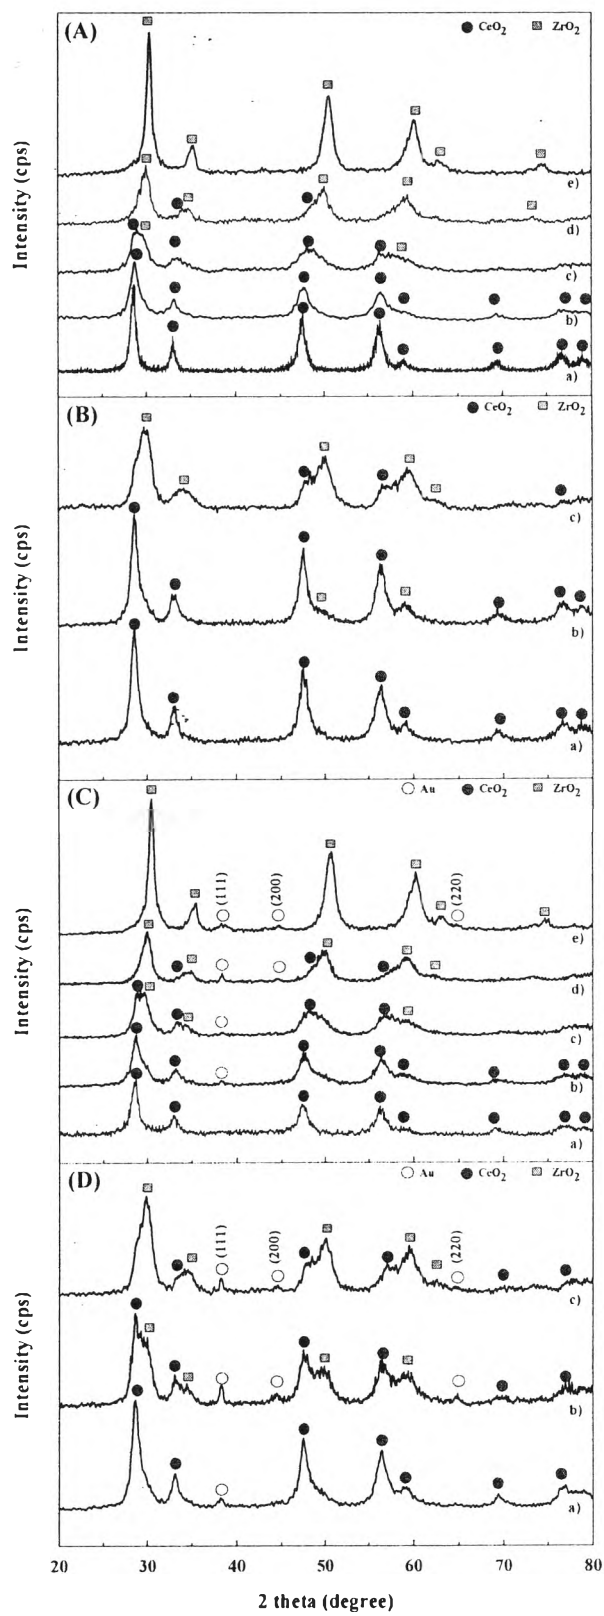 (A)
CeO₂ ZrO₂
Intensity (cps)
e)
d)
c)
b)
a)
(B)
CeO₂ ZrO₂
Intensity (cps)
c)
b)
a)
(C)
Au CeO₂ ZrO₂
(111) (200) (220)
Intensity (cps)
e)
d)
c)
b)
a)
(D)
Au CeO₂ ZrO₂
(111) (200) (220)
Intensity (cps)
c)
b)
a)
20 30 40 50 60 70 80
2 theta (degree)